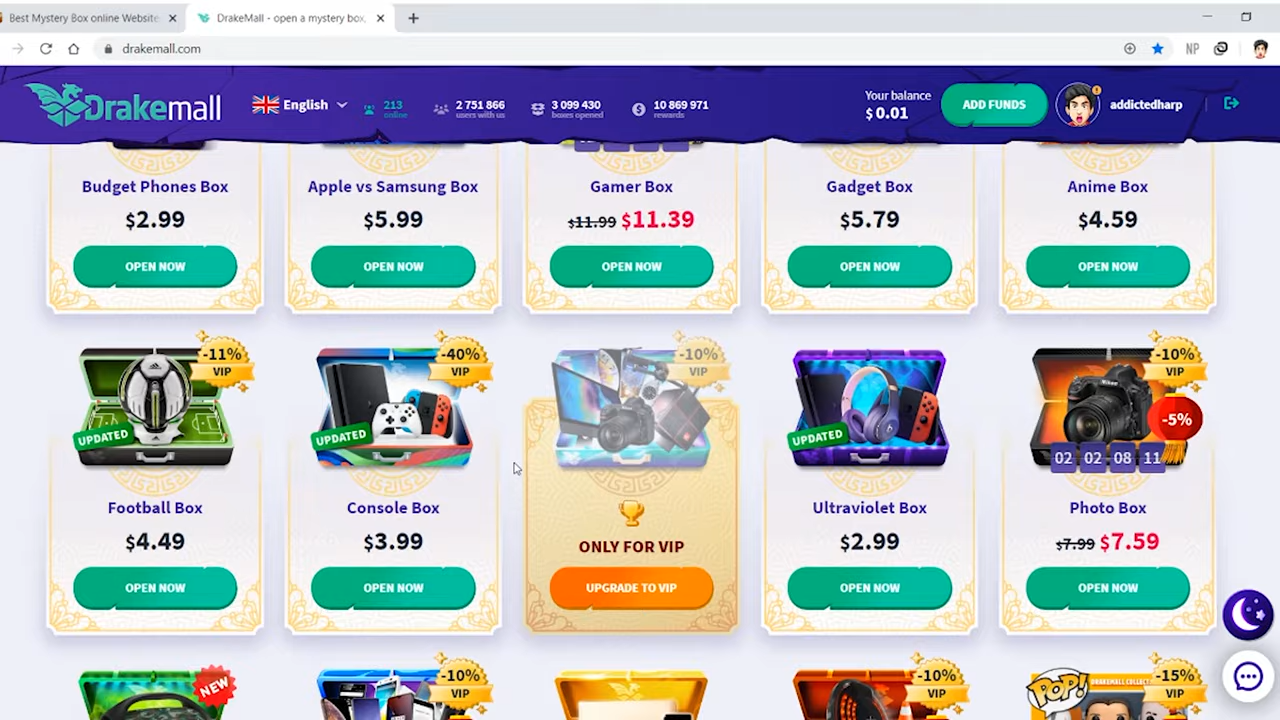 Best Mystery Box online Website
DrakeMall - open a mystery box,
drakemall.com
NP
Drakemall
English
213 online
2 751 866 users with us
3 099 430 boxes opened
10 869 971 rewards
Your balance
$ 0.01
ADD FUNDS
addictedharp
Budget Phones Box
$2.99
OPEN NOW
Apple vs Samsung Box
$5.99
OPEN NOW
Gamer Box
$11.99 $11.39
OPEN NOW
Gadget Box
$5.79
OPEN NOW
Anime Box
$4.59
OPEN NOW
-11%
VIP
UPDATED
Football Box
$4.49
OPEN NOW
-40%
VIP
UPDATED
Console Box
$3.99
OPEN NOW
-10%
VIP
ONLY FOR VIP
UPGRADE TO VIP
UPDATED
Ultraviolet Box
$2.99
OPEN NOW
-10%
VIP
Nikon
-5%
02 02 08 11
Photo Box
$7.99 $7.59
OPEN NOW
NEW
-10%
VIP
-10%
VIP
POP!
DRAKEMALL COLLECT
-15%
VIP